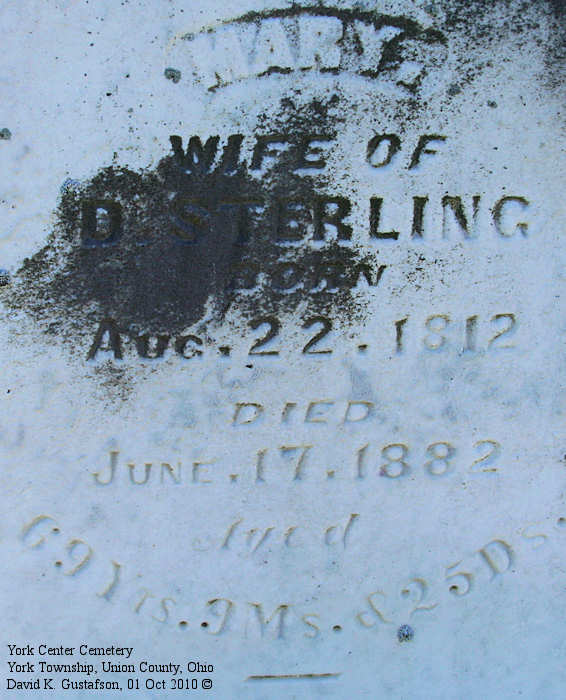 MARY.
WIFE OF
D. STERLING
BORN
AUG. 22. 1812
DIED
JUNE. 17. 1882
Aged
69 Yrs. 9 Ms. & 25 Ds.
York Center Cemetery
York Township, Union County, Ohio
David K. Gustafson, 01 Oct 2010 ©